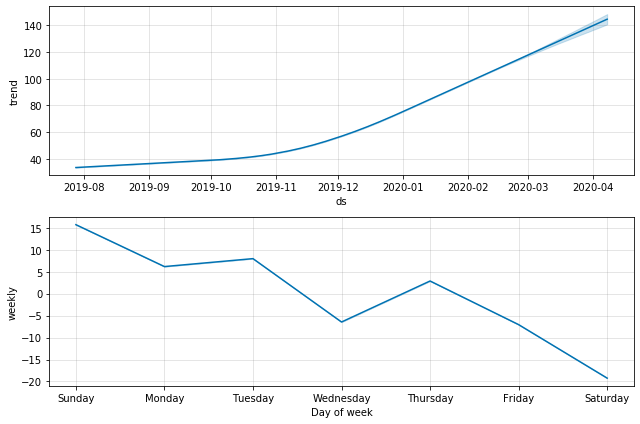 140
120
100
80
60
40
trend
2019-08 2019-09 2019-10 2019-11 2019-12 2020-01 2020-02 2020-03 2020-04
ds
15
10
5
0
−5
−10
−15
−20
weekly
Sunday Monday Tuesday Wednesday Thursday Friday Saturday
Day of week